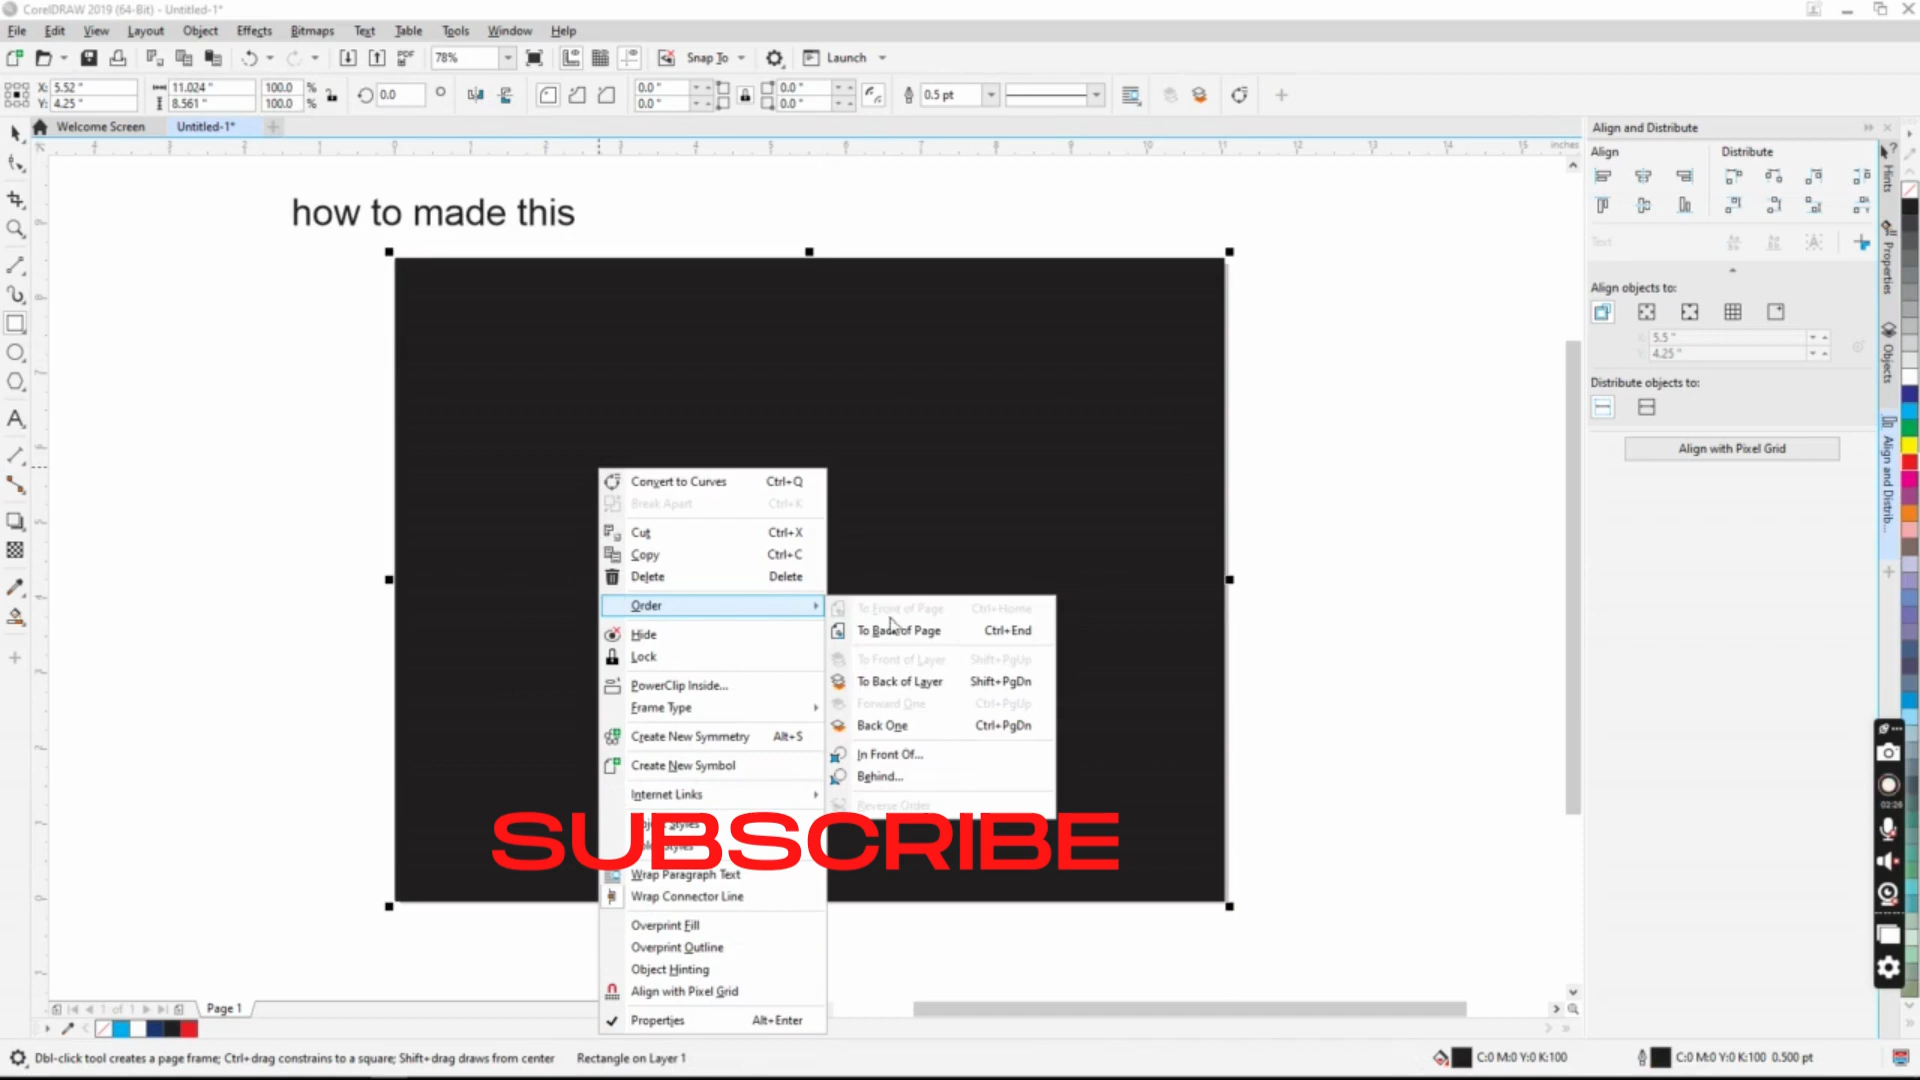 CorelDRAW 2019 (64-Bit) - Untitled-1*
File Edit View Layout Object Effects Bitmaps Text Table Tools Window Help
PDF 78% Snap To Launch
X: 5.52 " 11.024 " 100.0 % 0.0 0.0 " 0.0 " 0.5 pt
Y: 4.25 " 8.561 " 100.0 % 0.0 " 0.0 "
Welcome Screen Untitled-1*
inches
how to made this
Convert to Curves Ctrl+Q
Break Apart Ctrl+K
Cut Ctrl+X
Copy Ctrl+C
Delete Delete
Order
Hide
Lock
PowerClip Inside...
Frame Type
Create New Symmetry Alt+S
Create New Symbol
Internet Links
Wrap Paragraph Text
Wrap Connector Line
Overprint Fill
Overprint Outline
Object Hinting
Align with Pixel Grid
Properties Alt+Enter
To Front of Page Ctrl+Home
To Back of Page Ctrl+End
To Front of Layer Shift+PgUp
To Back of Layer Shift+PgDn
Forward One Ctrl+PgUp
Back One Ctrl+PgDn
In Front Of...
Behind...
Reverse Order
SUBSCRIBE
Align and Distribute
Align Distribute
Text
Align objects to:
5.5 "
4.25 "
Distribute objects to:
Align with Pixel Grid
Hints
Properties
Objects
Align and Distrib...
02:26
1 of 1 Page 1
Dbl-click tool creates a page frame; Ctrl+drag constrains to a square; Shift+drag draws from center Rectangle on Layer 1
C:0 M:0 Y:0 K:100 C:0 M:0 Y:0 K:100 0.500 pt